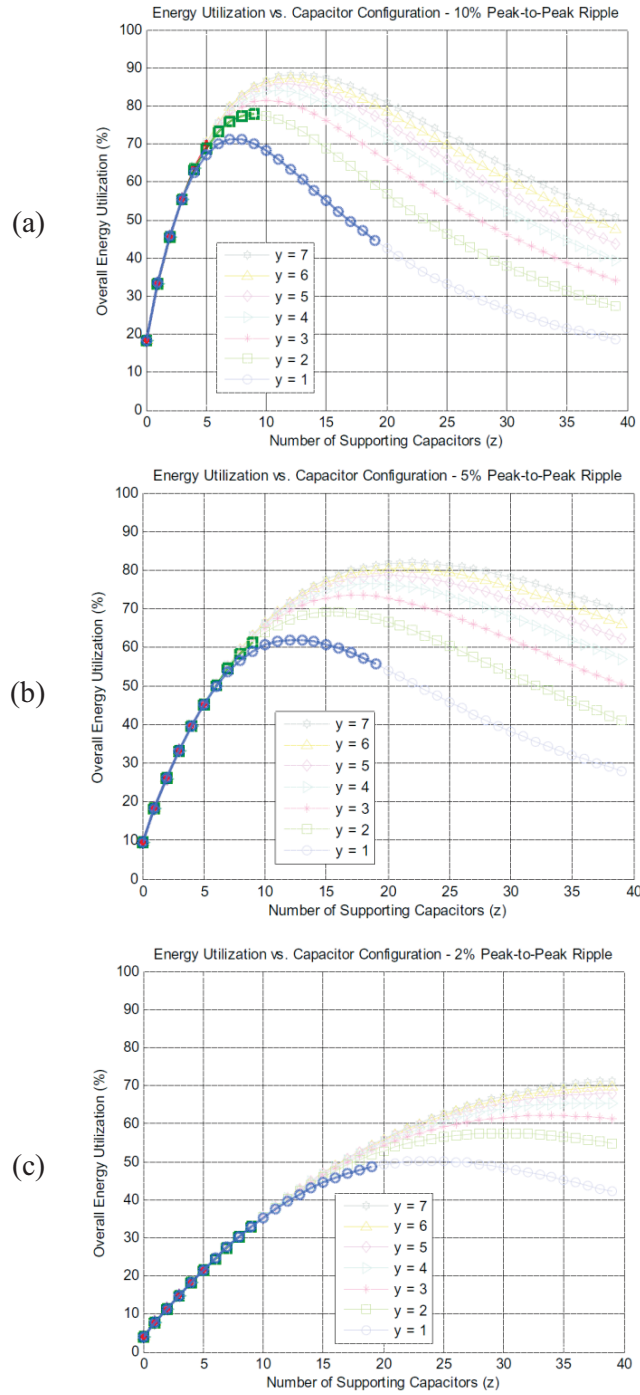 (a)
Energy Utilization vs. Capacitor Configuration - 10% Peak-to-Peak Ripple
Overall Energy Utilization (%)
100
90
80
70
60
50
40
30
20
10
0
y = 7
y = 6
y = 5
y = 4
y = 3
y = 2
y = 1
0 5 10 15 20 25 30 35 40
Number of Supporting Capacitors (z)
(b)
Energy Utilization vs. Capacitor Configuration - 5% Peak-to-Peak Ripple
Overall Energy Utilization (%)
100
90
80
70
60
50
40
30
20
10
0
y = 7
y = 6
y = 5
y = 4
y = 3
y = 2
y = 1
0 5 10 15 20 25 30 35 40
Number of Supporting Capacitors (z)
(c)
Energy Utilization vs. Capacitor Configuration - 2% Peak-to-Peak Ripple
Overall Energy Utilization (%)
100
90
80
70
60
50
40
30
20
10
0
y = 7
y = 6
y = 5
y = 4
y = 3
y = 2
y = 1
0 5 10 15 20 25 30 35 40
Number of Supporting Capacitors (z)